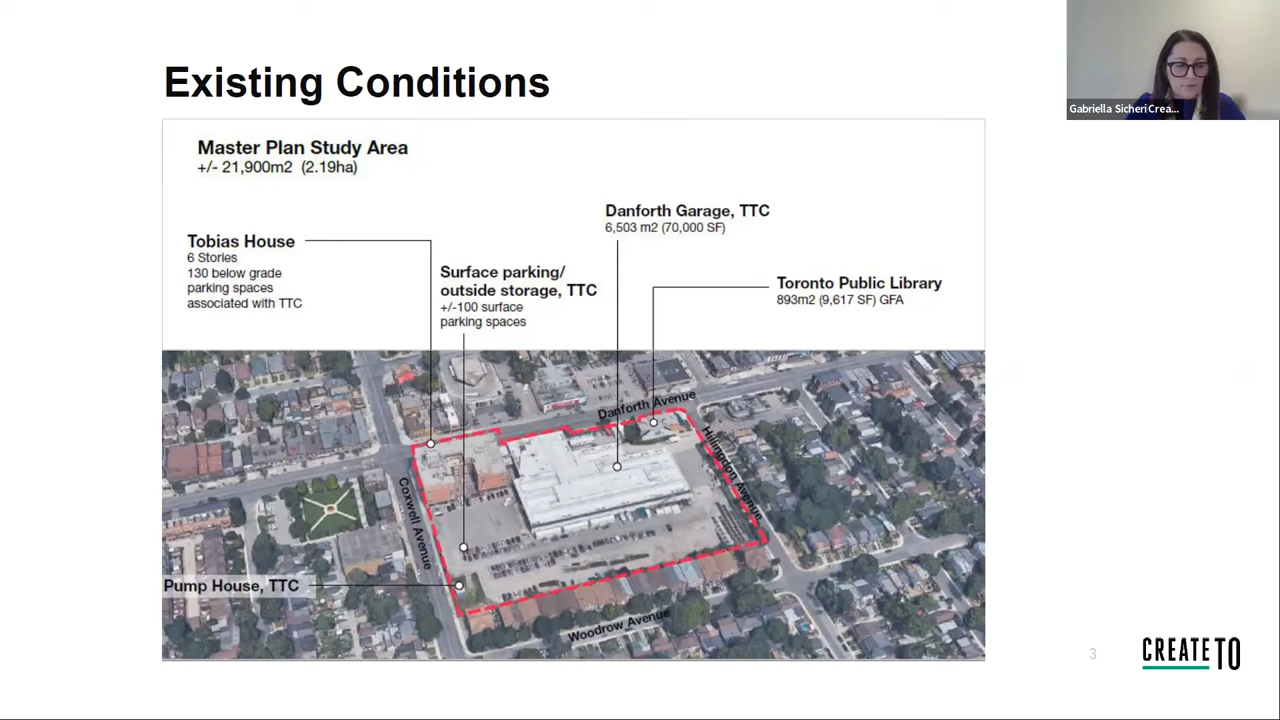 Existing Conditions
Master Plan Study Area
+/- 21,900m2 (2.19ha)
Danforth Garage, TTC
6,503 m2 (70,000 SF)
Tobias House
6 Stories
130 below grade
parking spaces
associated with TTC
Surface parking/
outside storage, TTC
+/-100 surface
parking spaces
Toronto Public Library
893m2 (9,617 SF) GFA
Danforth Avenue
Hillingdon Avenue
Coxwell Avenue
Pump House, TTC
Woodrow Avenue
Gabriella SicheriCrea...
3
CREATETO